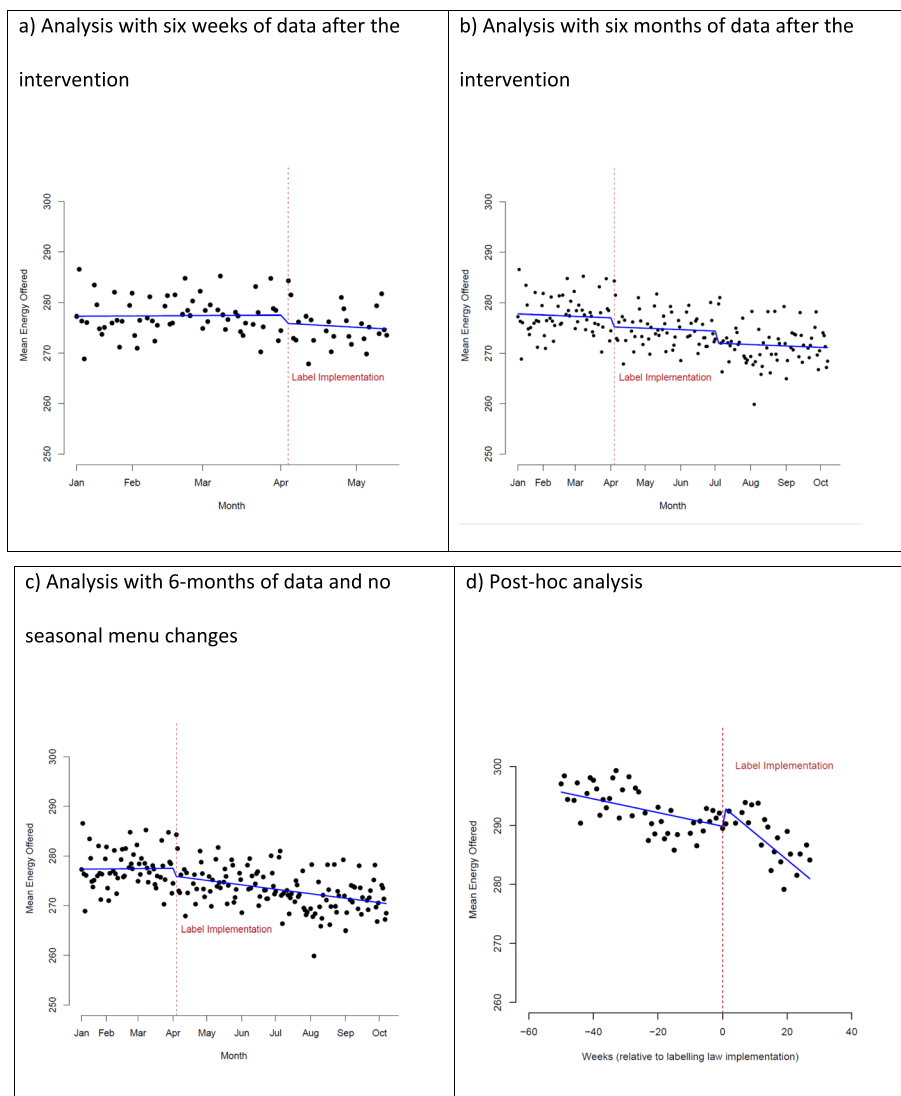 a) Analysis with six weeks of data after the
intervention
300
290
280
270
260
250
Mean Energy Offered
Label Implementation
Jan Feb Mar Apr May
Month
b) Analysis with six months of data after the
intervention
300
290
280
270
260
250
Mean Energy Offered
Label Implementation
Jan Feb Mar Apr May Jun Jul Aug Sep Oct
Month
c) Analysis with 6-months of data and no
seasonal menu changes
300
290
280
270
260
250
Mean Energy Offered
Label Implementation
Jan Feb Mar Apr May Jun Jul Aug Sep Oct
Month
d) Post-hoc analysis
Label Implementation
300
290
280
270
260
Mean Energy Offered
−60 −40 −20 0 20 40
Weeks (relative to labelling law implementation)